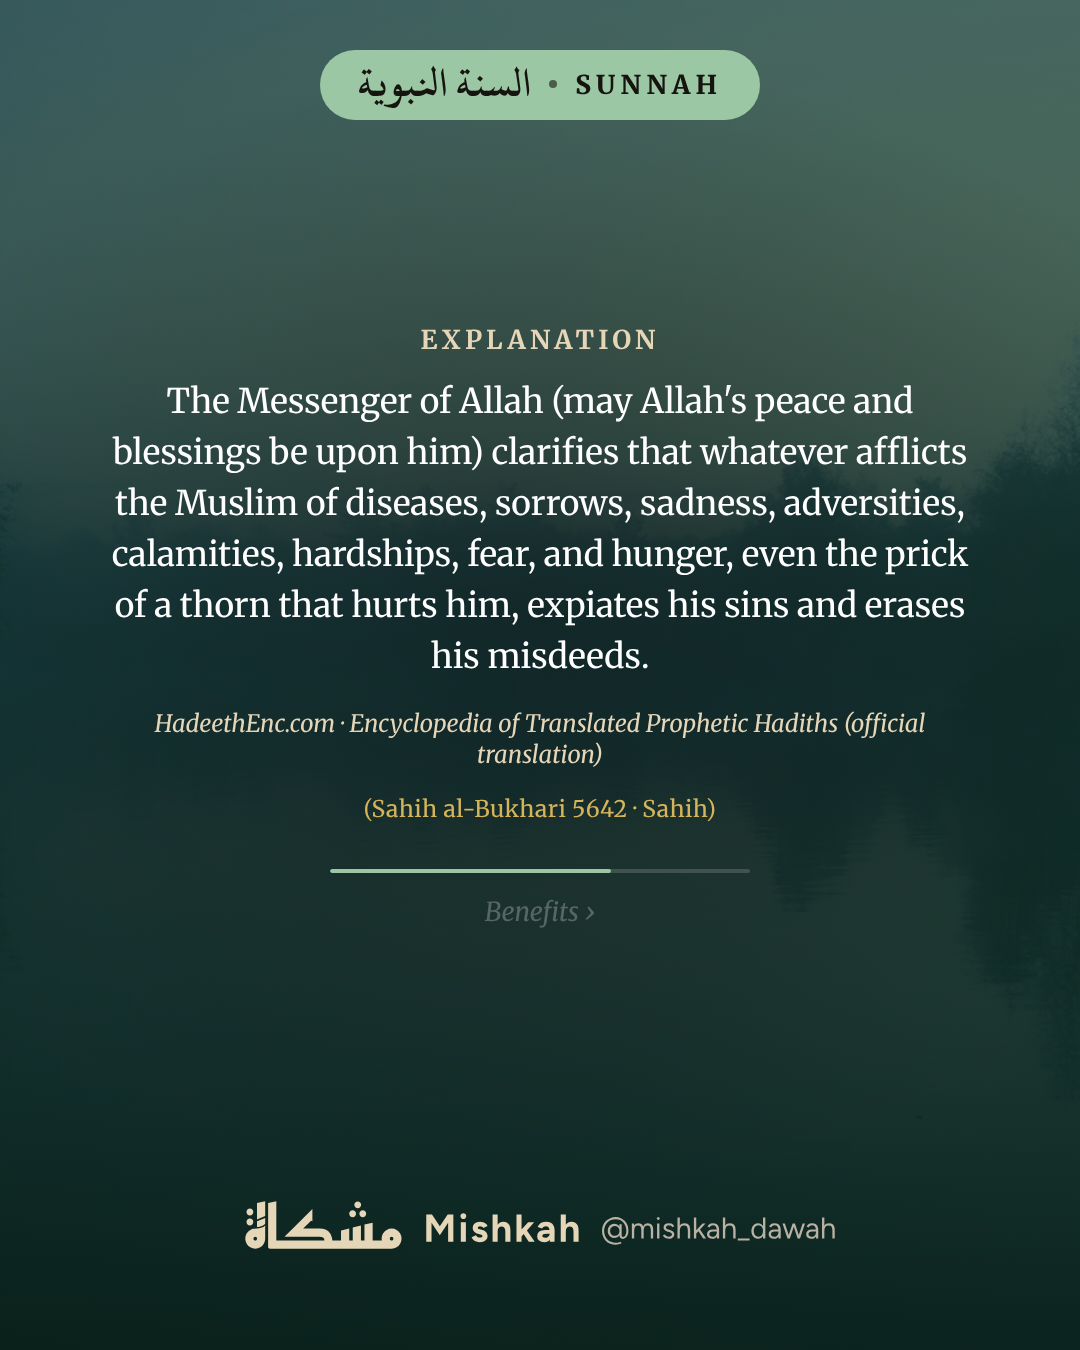 السنة النبوية • SUNNAH
EXPLANATION
The Messenger of Allah (may Allah's peace and
blessings be upon him) clarifies that whatever afflicts
the Muslim of diseases, sorrows, sadness, adversities,
calamities, hardships, fear, and hunger, even the prick
of a thorn that hurts him, expiates his sins and erases
his misdeeds.
HadeethEnc.com · Encyclopedia of Translated Prophetic Hadiths (official
translation)
(Sahih al-Bukhari 5642 · Sahih)
Benefits ›
مشكاة Mishkah @mishkah_dawah